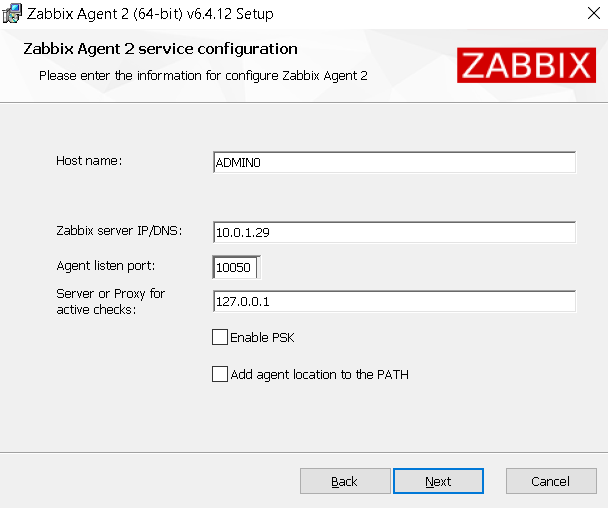 Zabbix Agent 2 (64-bit) v6.4.12 Setup
Zabbix Agent 2 service configuration
Please enter the information for configure Zabbix Agent 2
ZABBIX
Host name:
ADMIN0
Zabbix server IP/DNS:
10.0.1.29
Agent listen port:
10050
Server or Proxy for
active checks:
127.0.0.1
Enable PSK
Add agent location to the PATH
Back
Next
Cancel